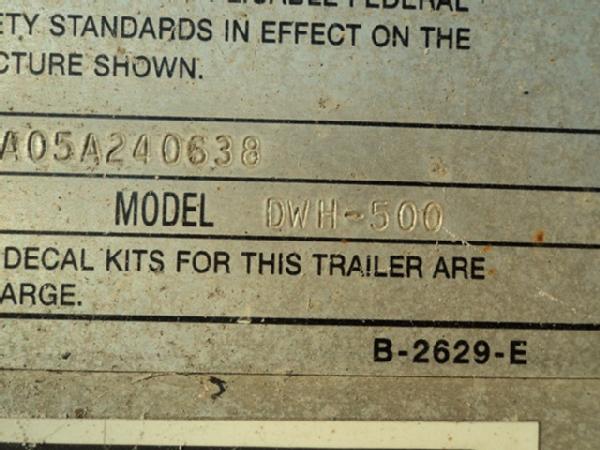 FEDERAL
ETY STANDARDS IN EFFECT ON THE
CTURE SHOWN.
A05A240638
MODEL DWH-500
DECAL KITS FOR THIS TRAILER ARE
ARGE.
B-2629-E